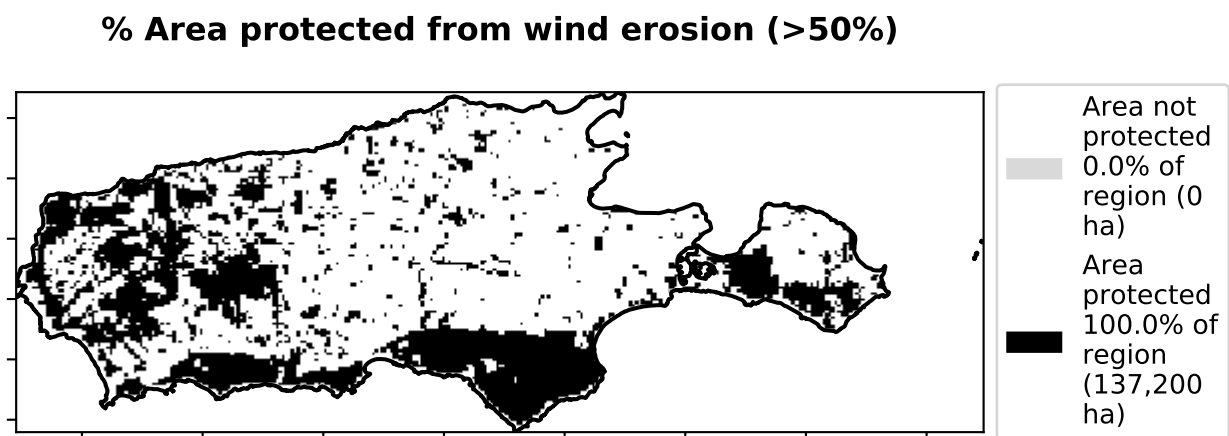 % Area protected from wind erosion (>50%)
Area not
protected
0.0% of
region (0
ha)
Area
protected
100.0% of
region
(137,200
ha)